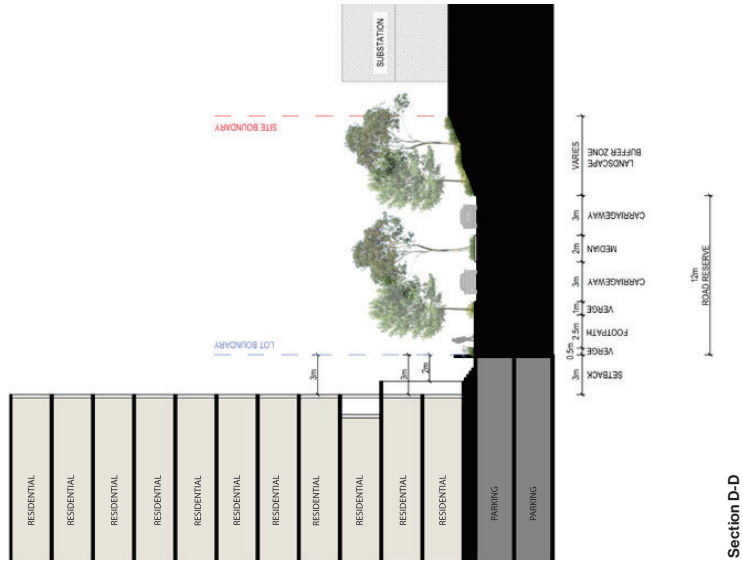 RESIDENTIAL
RESIDENTIAL
RESIDENTIAL
RESIDENTIAL
RESIDENTIAL
RESIDENTIAL
RESIDENTIAL
RESIDENTIAL
RESIDENTIAL
RESIDENTIAL
RESIDENTIAL
PARKING
PARKING
LOT BOUNDARY
SITE BOUNDARY
3m
3m
2m
SUBSTATION
3m
0.5m
2.5m
1m
3m
2m
3m
VARIES
SETBACK
VERGE
FOOTPATH
VERGE
CARRIAGEWAY
MEDIAN
CARRIAGEWAY
LANDSCAPE
BUFFER ZONE
12m
ROAD RESERVE
Section D-D